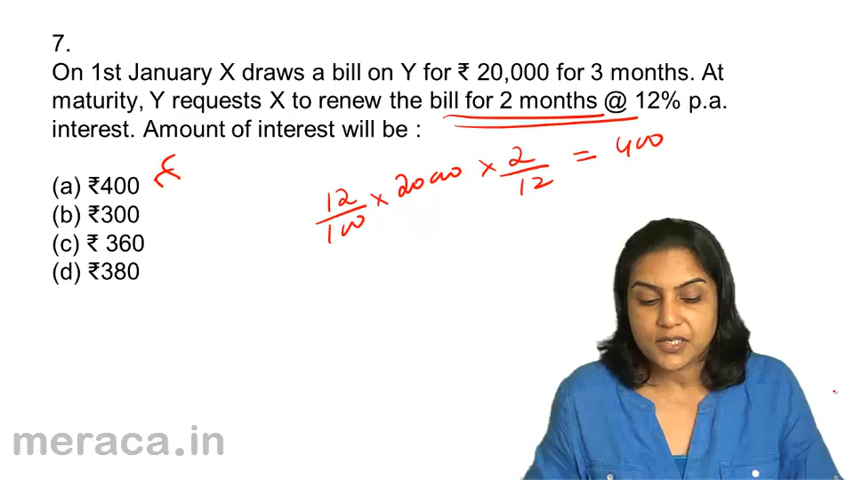 7.
On 1st January X draws a bill on Y for ₹ 20,000 for 3 months. At
maturity, Y requests X to renew the bill for 2 months @ 12% p.a.
interest. Amount of interest will be :
(a) ₹400
(b) ₹300
(c) ₹ 360
(d) ₹380
12/100 × 20000 × 2/12 = 400
meraca.in